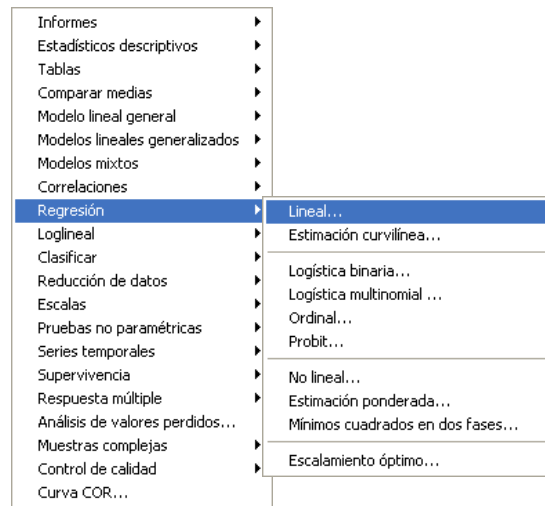 Informes
Estadísticos descriptivos
Tablas
Comparar medias
Modelo lineal general
Modelos lineales generalizados
Modelos mixtos
Correlaciones
Regresión
Loglineal
Clasificar
Reducción de datos
Escalas
Pruebas no paramétricas
Series temporales
Supervivencia
Respuesta múltiple
Análisis de valores perdidos...
Muestras complejas
Control de calidad
Curva COR...
Lineal...
Estimación curvilínea...
Logística binaria...
Logística multinomial ...
Ordinal...
Probit...
No lineal...
Estimación ponderada...
Mínimos cuadrados en dos fases...
Escalamiento óptimo...